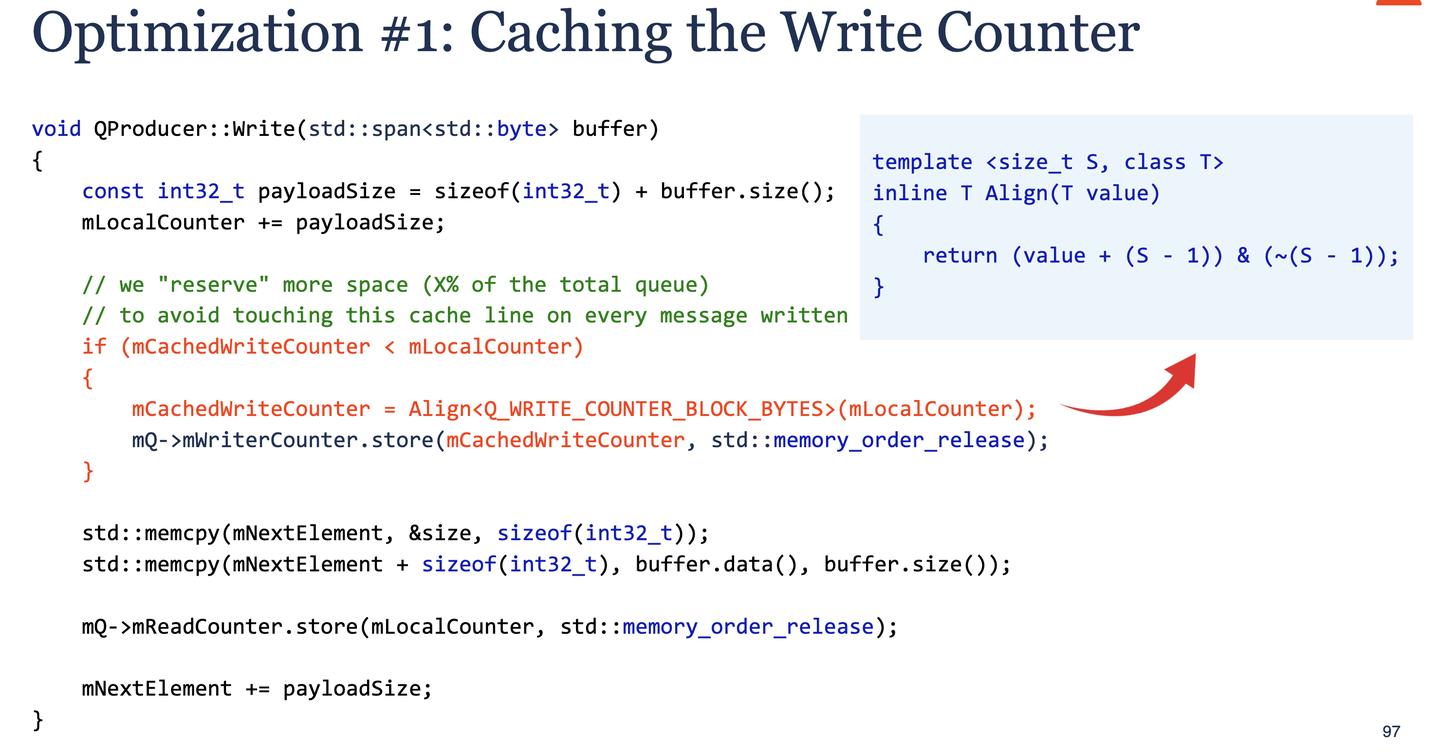 Optimization #1: Caching the Write Counter
void QProducer::Write(std::span<std::byte> buffer)
{
    const int32_t payloadSize = sizeof(int32_t) + buffer.size();
    mLocalCounter += payloadSize;

    // we "reserve" more space (X% of the total queue)
    // to avoid touching this cache line on every message written
    if (mCachedWriteCounter < mLocalCounter)
    {
        mCachedWriteCounter = Align<Q_WRITE_COUNTER_BLOCK_BYTES>(mLocalCounter);
        mQ->mWriterCounter.store(mCachedWriteCounter, std::memory_order_release);
    }

    std::memcpy(mNextElement, &size, sizeof(int32_t));
    std::memcpy(mNextElement + sizeof(int32_t), buffer.data(), buffer.size());

    mQ->mReadCounter.store(mLocalCounter, std::memory_order_release);

    mNextElement += payloadSize;
}
template <size_t S, class T>
inline T Align(T value)
{
    return (value + (S - 1)) & (~(S - 1));
}
97